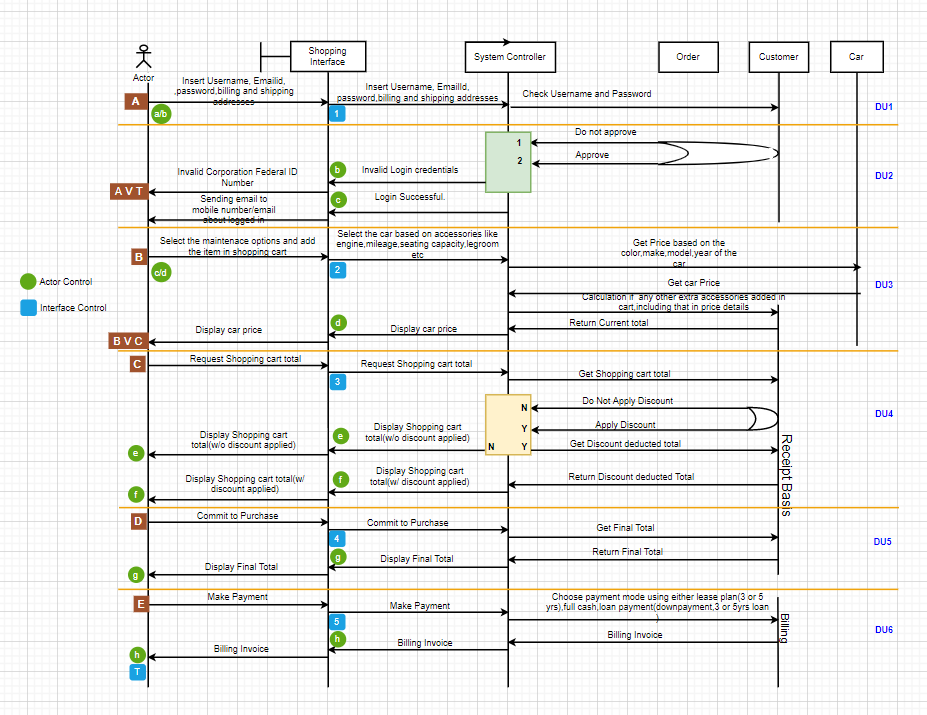 Shopping
Interface
System Controller
Order
Customer
Car
Actor
Insert Username, Emailid,
,password,billing and shipping
addresses
Insert Username, EmailId,
password,billing and shipping addresses
Check Username and Password
A
a/b
1
DU1
Do not approve
1
Approve
2
b
Invalid Login credentials
Invalid Corporation Federal ID
Number
DU2
A V T
c
Login Successful.
Sending email to
mobile number/email
about logged in
Select the maintenace options and add
the item in shopping cart
Select the car based on accessories like
engine,mileage,seating capacity,legroom
etc
Get Price based on the
color,make,model,year of the
car
B
c/d
2
Get car Price
DU3
Actor Control
Interface Control
Calculation if any other extra accessories added in
cart,including that in price details
d
Return Current total
Display car price
Display car price
B V C
C
Request Shopping cart total
Request Shopping cart total
3
Get Shopping cart total
Do Not Apply Discount
N
DU4
Apply Discount
Y
Display Shopping cart
total(w/o discount applied)
e
Display Shopping cart
total(w/o discount applied)
N
Y
Get Discount deducted total
e
Receipt Basis
Display Shopping cart
total(w/ discount applied)
f
Return Discount deducted Total
Display Shopping cart total(w/
discount applied)
f
D
Commit to Purchase
Commit to Purchase
4
Get Final Total
DU5
g
Display Final Total
Return Final Total
Display Final Total
g
E
Make Payment
Make Payment
5
Choose payment mode using either lease plan(3 or 5
yrs),full cash,loan payment(downpayment,3 or 5yrs loan
)
Billing
DU6
h
Billing Invoice
Billing Invoice
Billing Invoice
h
T